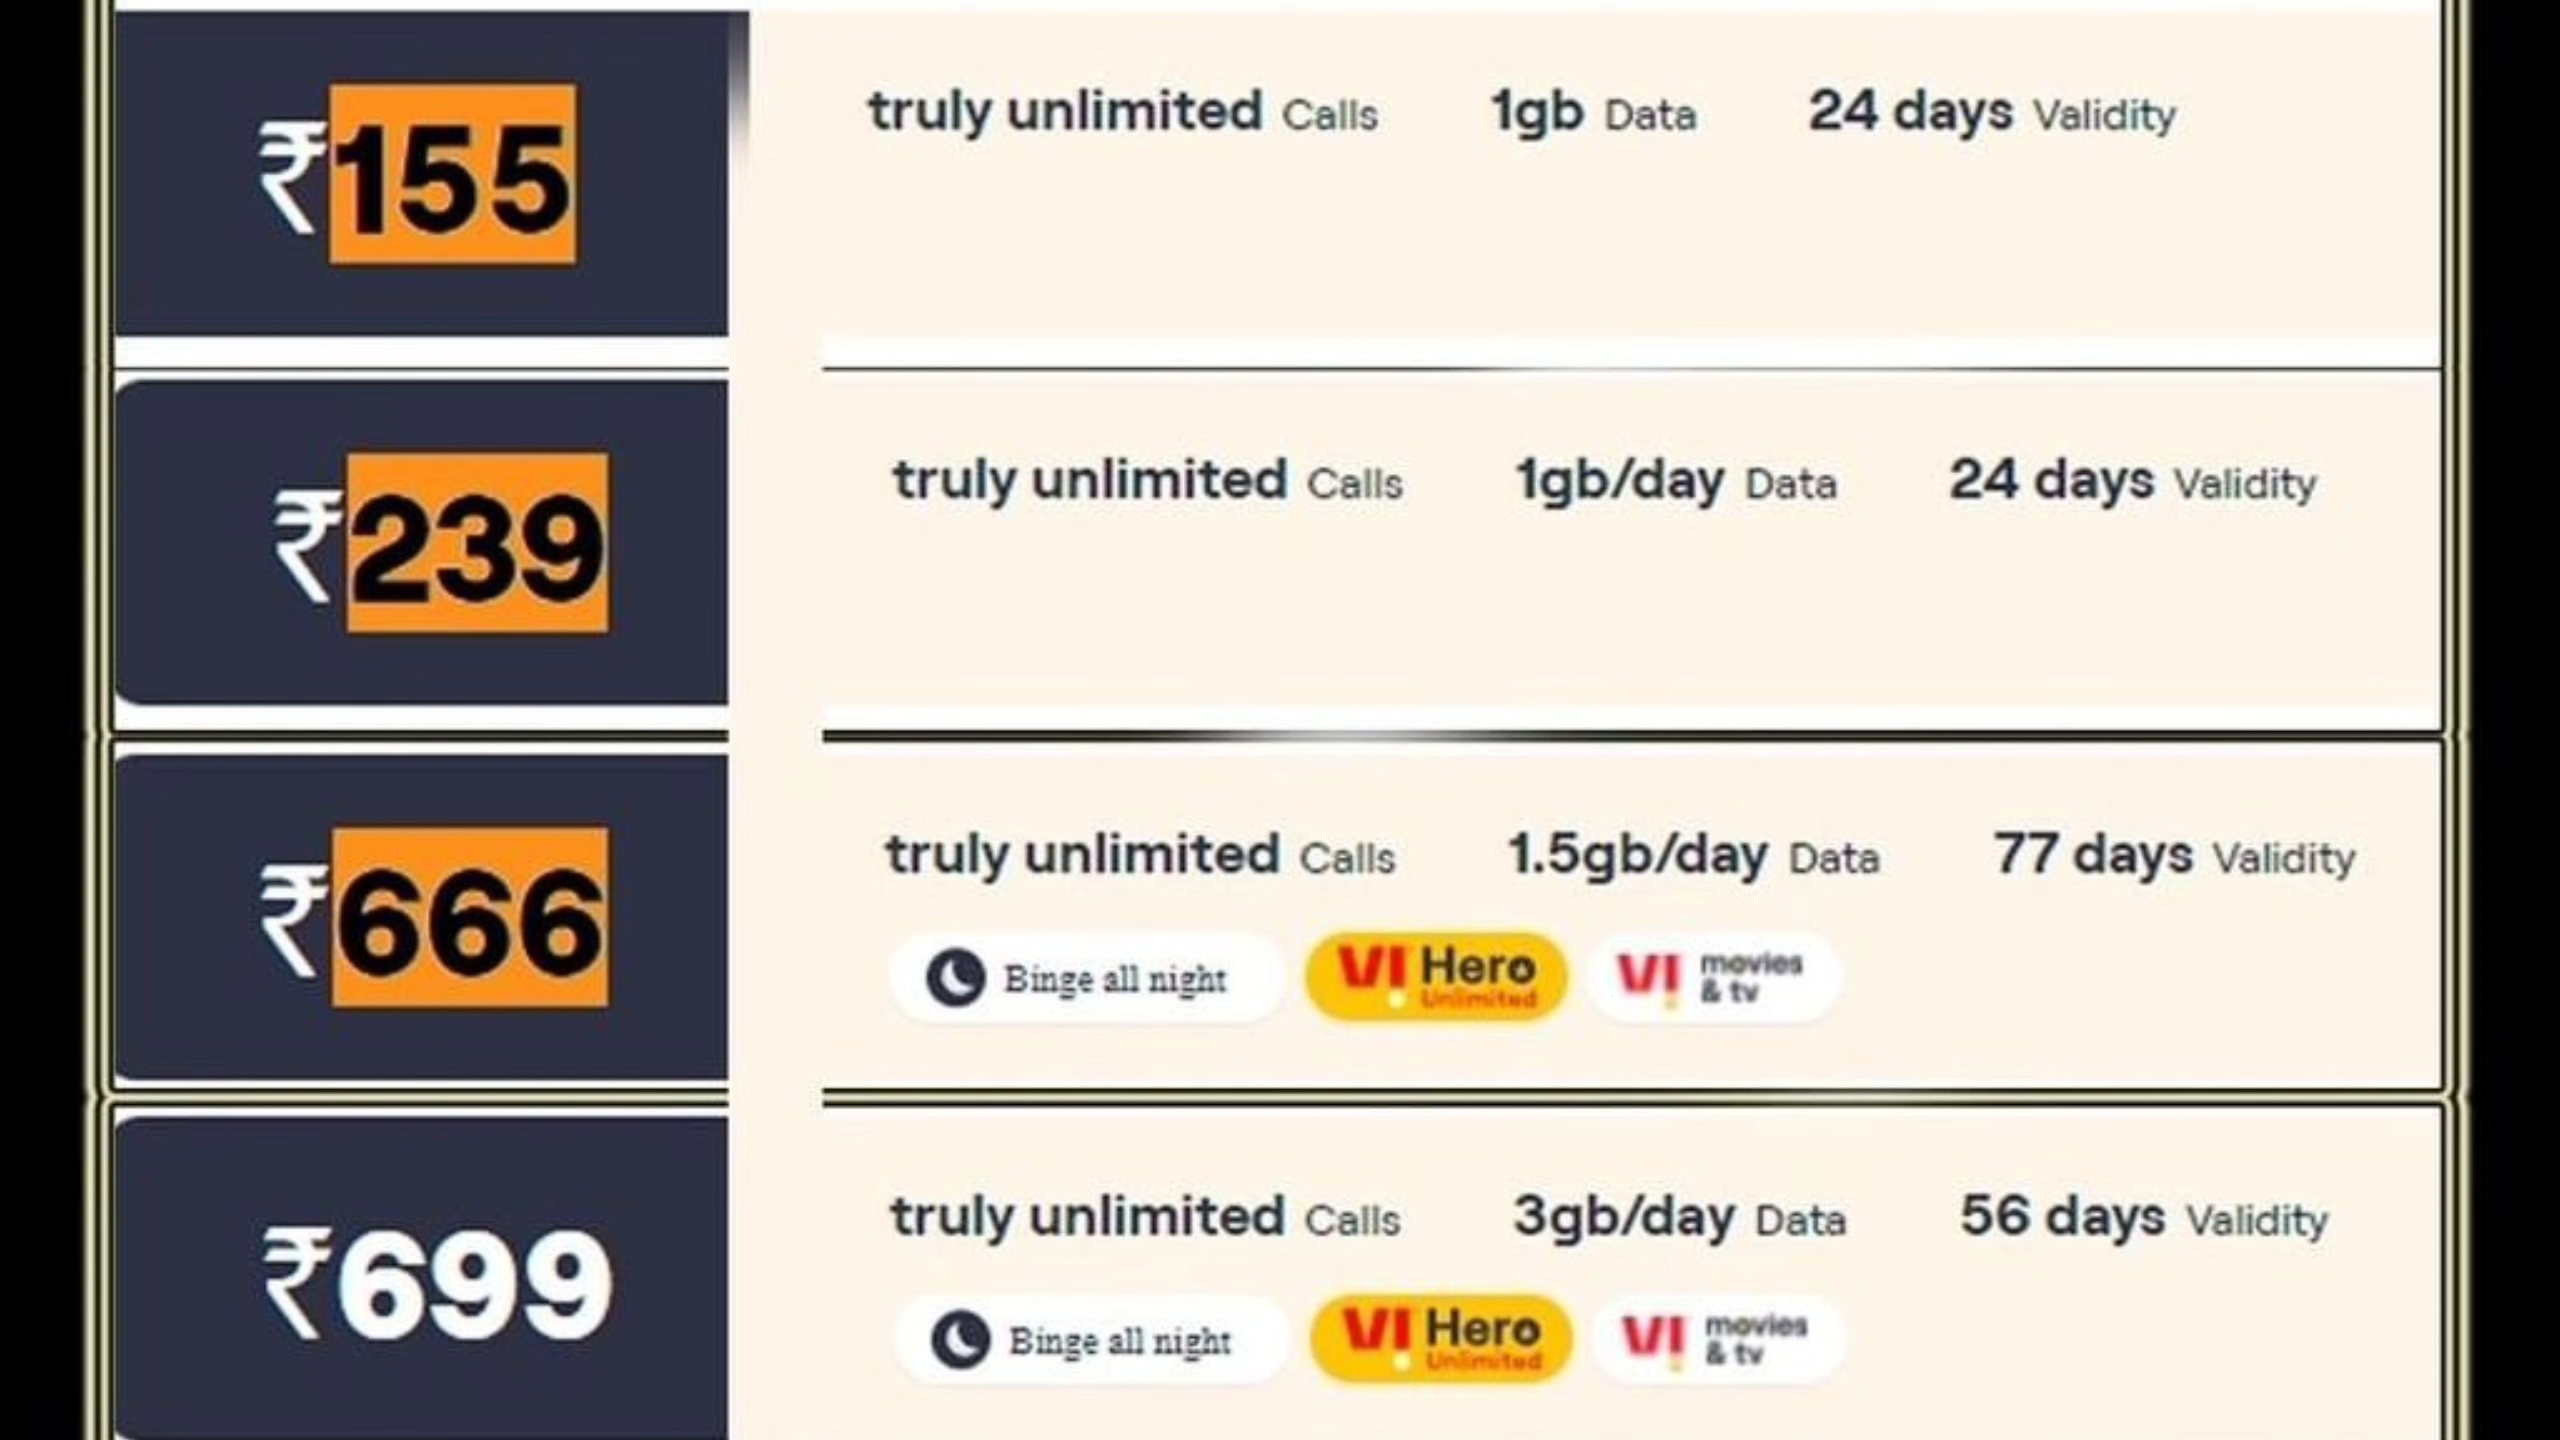 ₹155
truly unlimited Calls 1gb Data 24 days Validity
₹239
truly unlimited Calls 1gb/day Data 24 days Validity
₹666
truly unlimited Calls 1.5gb/day Data 77 days Validity
Binge all night VI Hero Unlimited VI movies & tv
₹699
truly unlimited Calls 3gb/day Data 56 days Validity
Binge all night VI Hero Unlimited VI movies & tv